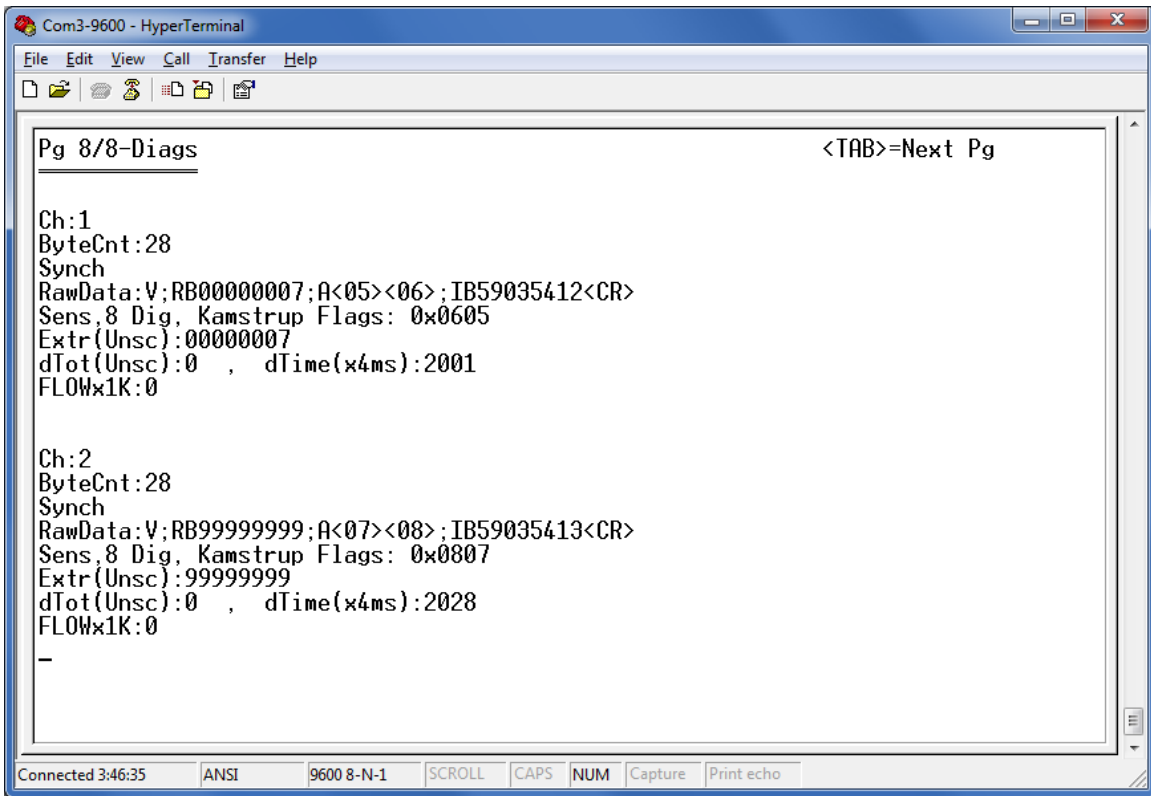 Com3-9600 - HyperTerminal
File Edit View Call Transfer Help
Pg 8/8-Diags <TAB>=Next Pg
Ch:1
ByteCnt:28
Synch
RawData:V;RB00000007;A<05><06>;IB59035412<CR>
Sens,8 Dig, Kamstrup Flags: 0x0605
Extr(Unsc):00000007
dTot(Unsc):0 , dTime(x4ms):2001
FLOWx1K:0
Ch:2
ByteCnt:28
Synch
RawData:V;RB99999999;A<07><08>;IB59035413<CR>
Sens,8 Dig, Kamstrup Flags: 0x0807
Extr(Unsc):99999999
dTot(Unsc):0 , dTime(x4ms):2028
FLOWx1K:0
Connected 3:46:35 ANSI 9600 8-N-1 SCROLL CAPS NUM Capture Print echo